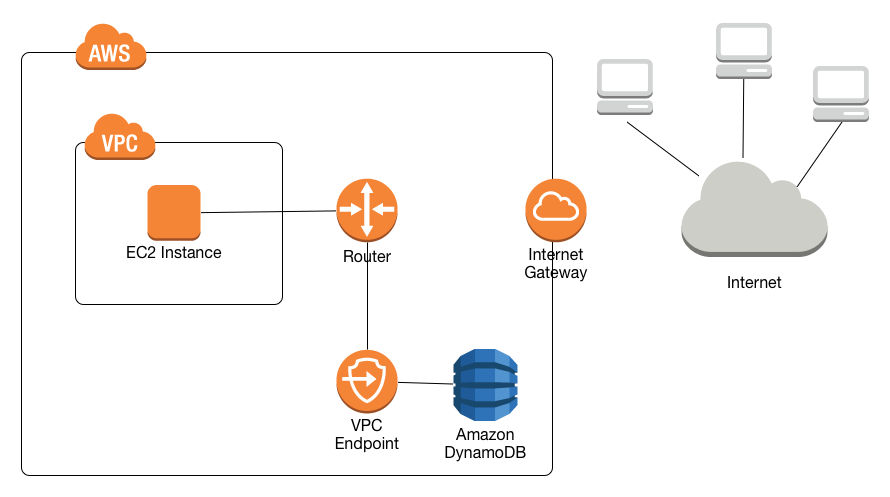 AWS
VPC
EC2 Instance
Router
Internet
Gateway
Internet
VPC
Endpoint
Amazon
DynamoDB